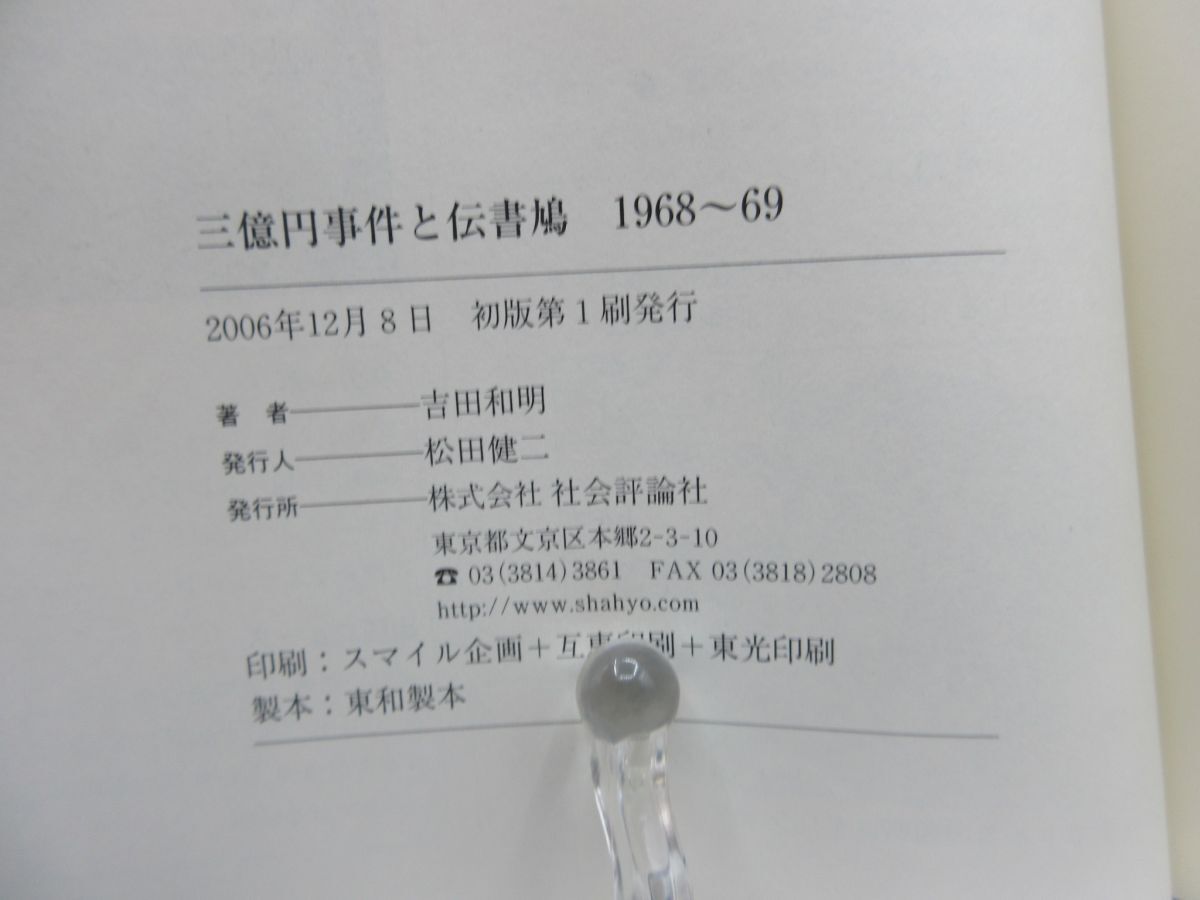 三億円事件と伝書鳩　1968〜69
2006年12月8日　初版第1刷発行
著　者――――吉田和明
発行人――――松田健二
発行所――――株式会社 社会評論社
東京都文京区本郷2-3-10
☎ 03(3814)3861　FAX 03(3818)2808
http://www.shahyo.com
印刷：スマイル企画＋互恵印刷＋東光印刷
製本：東和製本